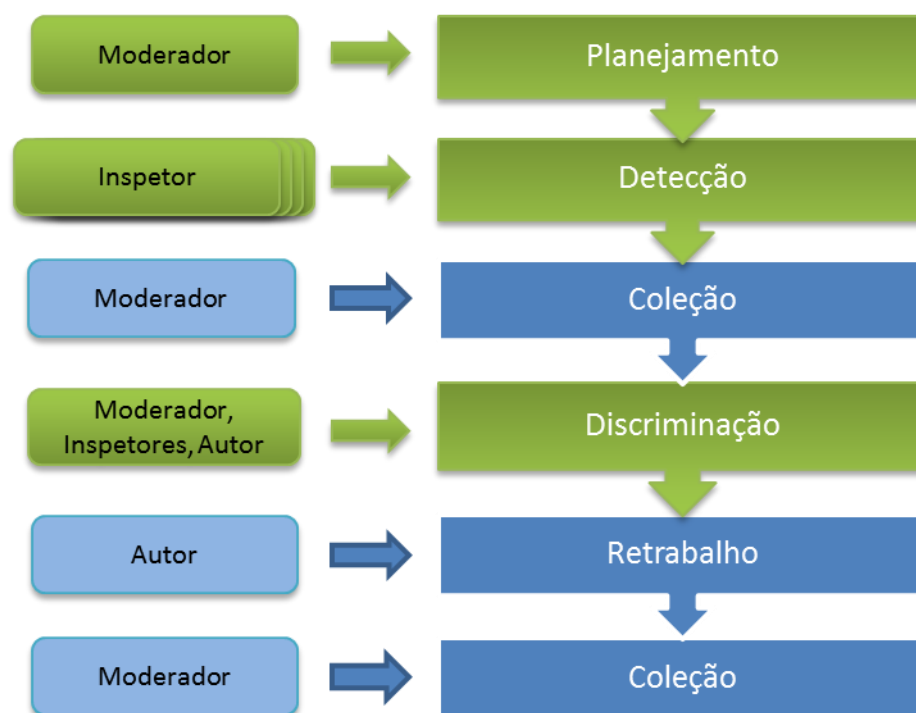 Moderador
Planejamento
Inspetor
Detecção
Moderador
Coleção
Moderador,
Inspetores, Autor
Discriminação
Autor
Retrabalho
Moderador
Coleção